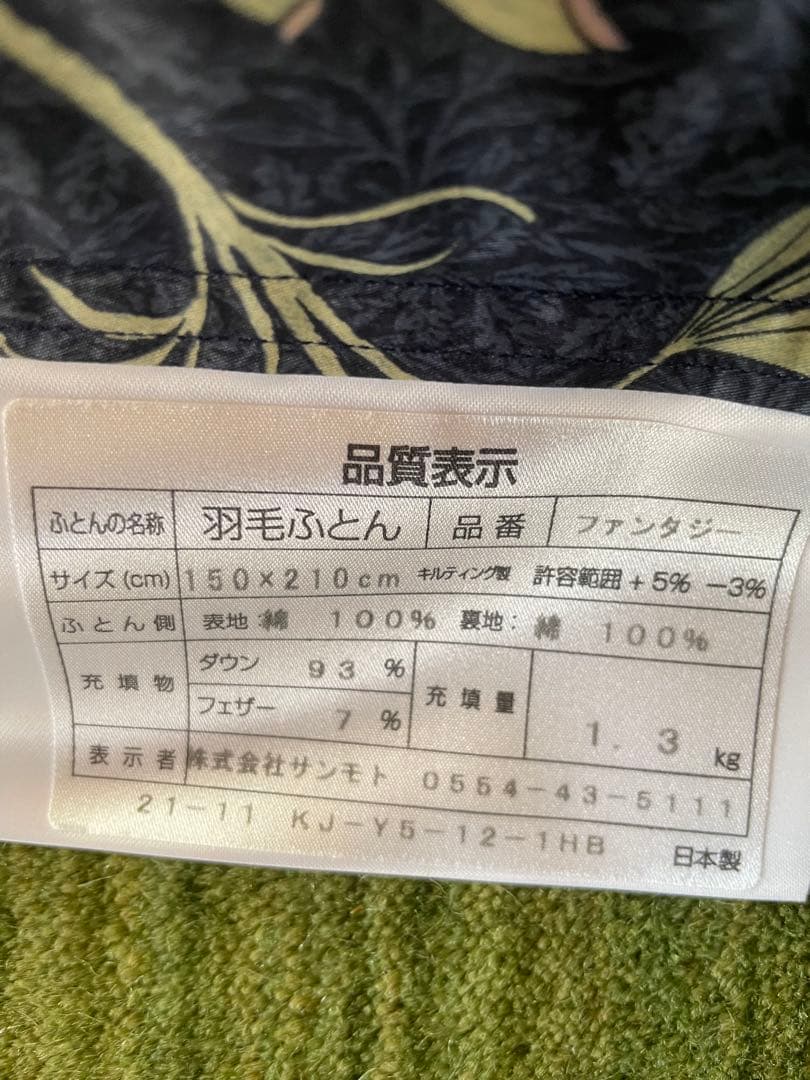 品質表示
ふとんの名称 羽毛ふとん 品番 ファンタジー
サイズ(cm) 150×210cm キルティング製 許容範囲+5% −3%
ふとん側 表地:綿 100% 裏地:綿 100%
充填物 ダウン 93 % 充填量 1.3 kg
フェザー 7 %
表示者 株式会社サンモト 0554-43-5111
21-11 KJ-Y5-12-1HB 日本製